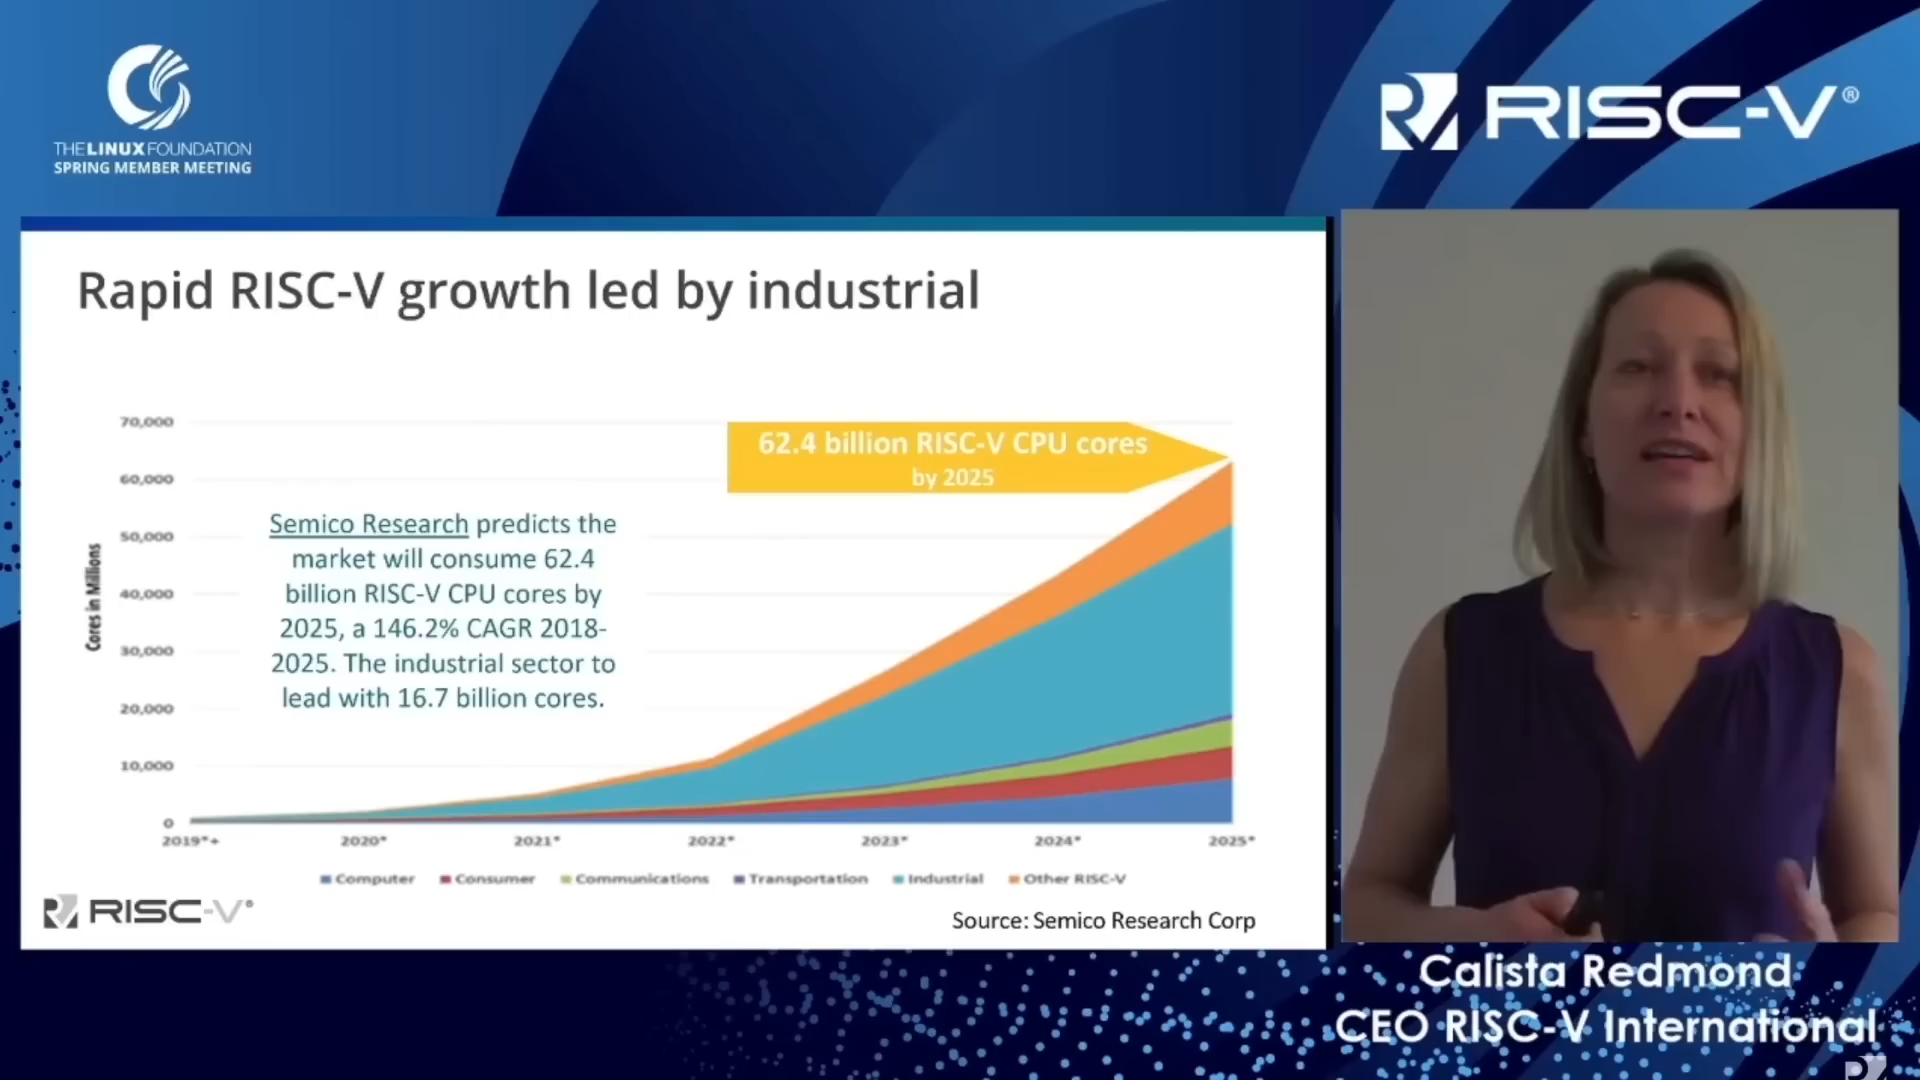 THE LINUX FOUNDATION
SPRING MEMBER MEETING
RISC-V®
Rapid RISC-V growth led by industrial
70,000
60,000
50,000
40,000
30,000
20,000
10,000
0
Cores in Millions
62.4 billion RISC-V CPU cores
by 2025
Semico Research predicts the
market will consume 62.4
billion RISC-V CPU cores by
2025, a 146.2% CAGR 2018-
2025. The industrial sector to
lead with 16.7 billion cores.
2019*+ 2020* 2021* 2022* 2023* 2024* 2025*
Computer Consumer Communications Transportation Industrial Other RISC-V
RISC-V®
Source: Semico Research Corp
Calista Redmond
CEO RISC-V International